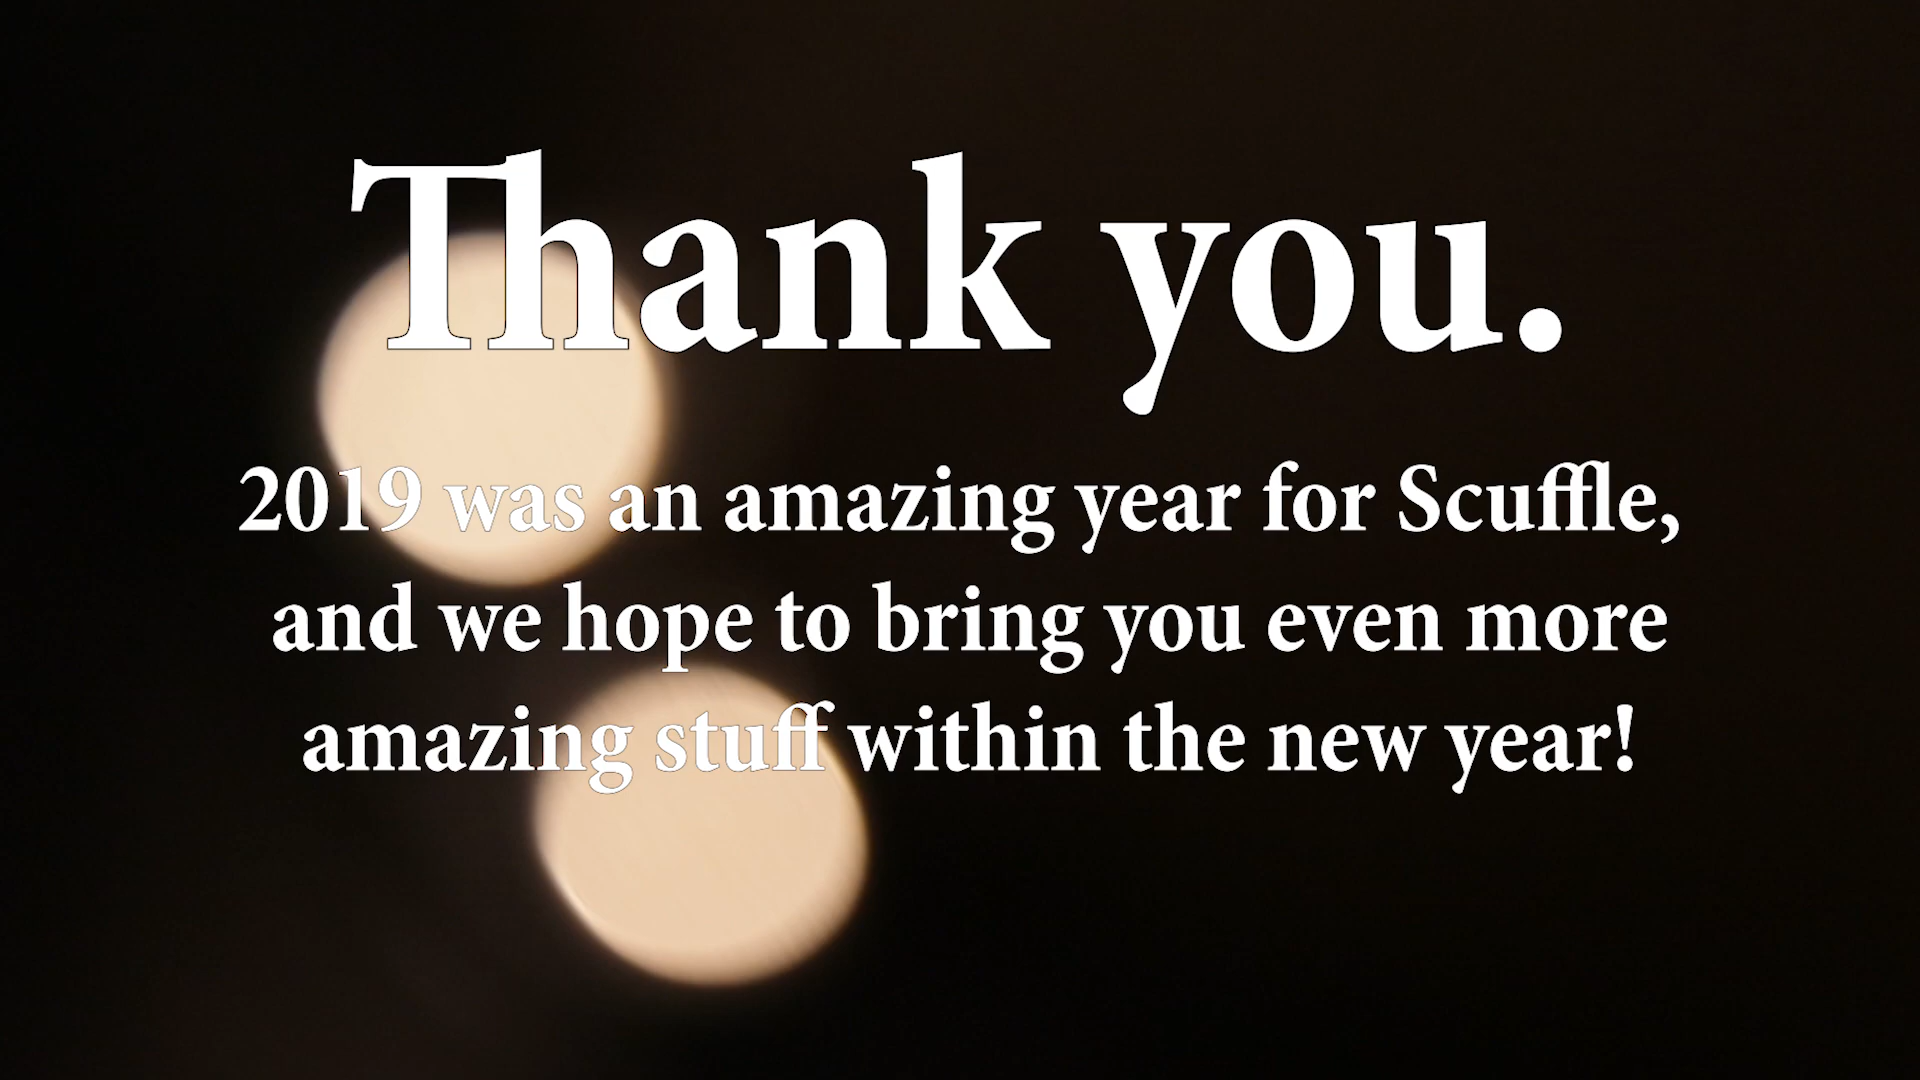 Thank you.
2019 was an amazing year for Scuffle,
and we hope to bring you even more
amazing stuff within the new year!